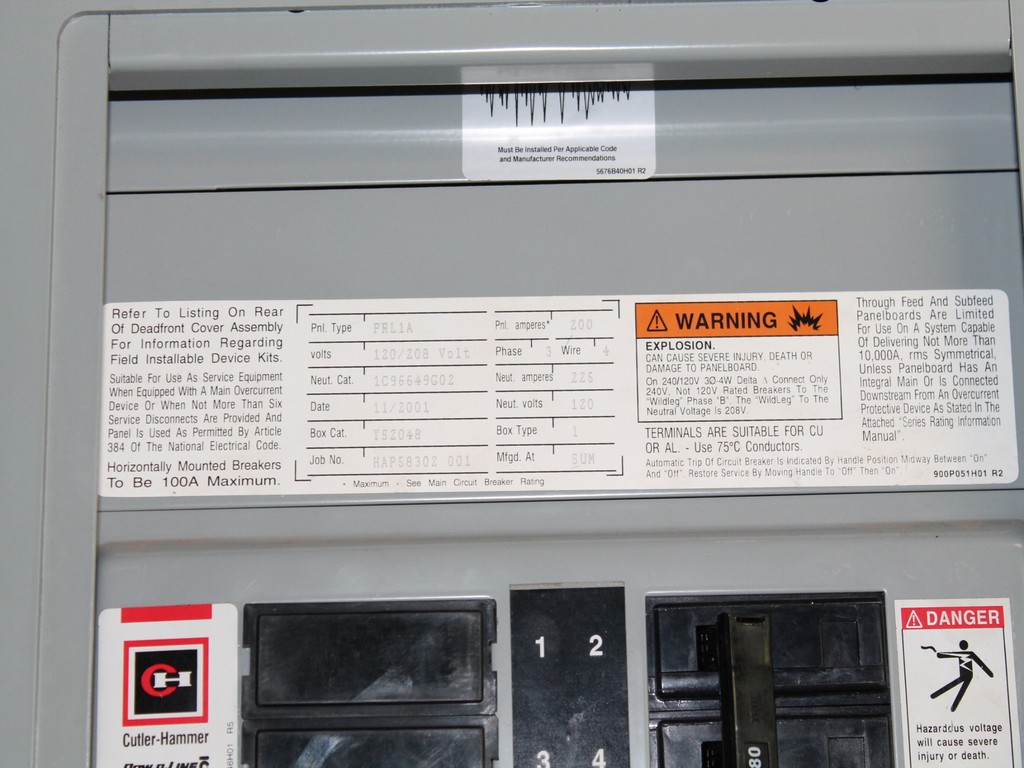 Must Be Installed Per Applicable Code
and Manufacturer Recommendations
5676B40H01 R2
Refer To Listing On Rear
Of Deadfront Cover Assembly
For Information Regarding
Field Installable Device Kits.
Suitable For Use As Service Equipment
When Equipped With A Main Overcurrent
Device Or When Not More Than Six
Service Disconnects Are Provided And
Panel Is Used As Permitted By Article
384 Of The National Electrical Code.
Horizontally Mounted Breakers
To Be 100A Maximum.
Pnl. Type PRL1A
Pnl. amperes* 200
volts 120/208 Volt
Phase 3 Wire 4
Neut. Cat. 1C96649G02
Neut. amperes 225
Date 11/2001
Neut. volts 120
Box Cat. YS2048
Box Type 1
Job No. HAP58302 001
Mfgd. At SUM
- Maximum - See Main Circuit Breaker Rating
WARNING
EXPLOSION.
CAN CAUSE SEVERE INJURY, DEATH OR
DAMAGE TO PANELBOARD.
On 240/120V 3Ø-4W Delta Δ Connect Only
240V, Not 120V Rated Breakers To The
"Wildleg" Phase "B". The "WildLeg" To The
Neutral Voltage Is 208V.
TERMINALS ARE SUITABLE FOR CU
OR AL. - Use 75°C Conductors.
Automatic Trip Of Circuit Breaker Is Indicated By Handle Position Midway Between "On"
And "Off". Restore Service By Moving Handle To "Off" Then "On".
Through Feed And Subfeed
Panelboards Are Limited
For Use On A System Capable
Of Delivering Not More Than
10,000A, rms Symmetrical,
Unless Panelboard Has An
Integral Main Or Is Connected
Downstream From An Overcurrent
Protective Device As Stated In The
Attached "Series Rating Information
Manual".
900P051H01 R2
CH
Cutler-Hammer
POW-R-LINE C
R5
1 2
3 4
80
DANGER
Hazardous voltage
will cause severe
injury or death.